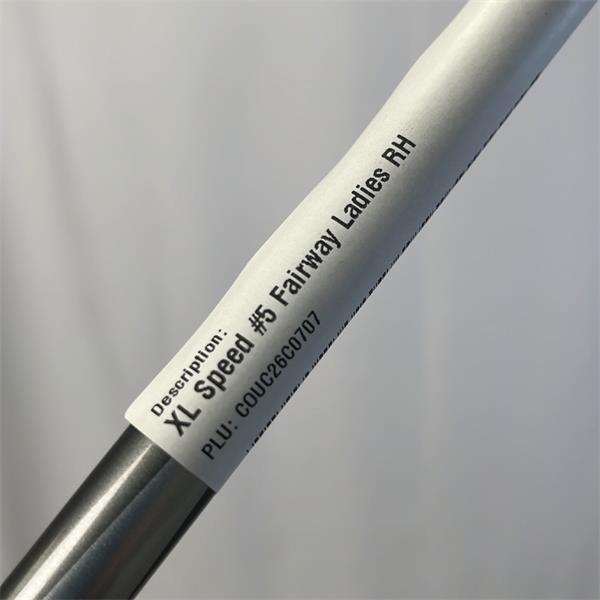 Description:
XL Speed #5 Fairway Ladies RH
PLU: COUC26C0707